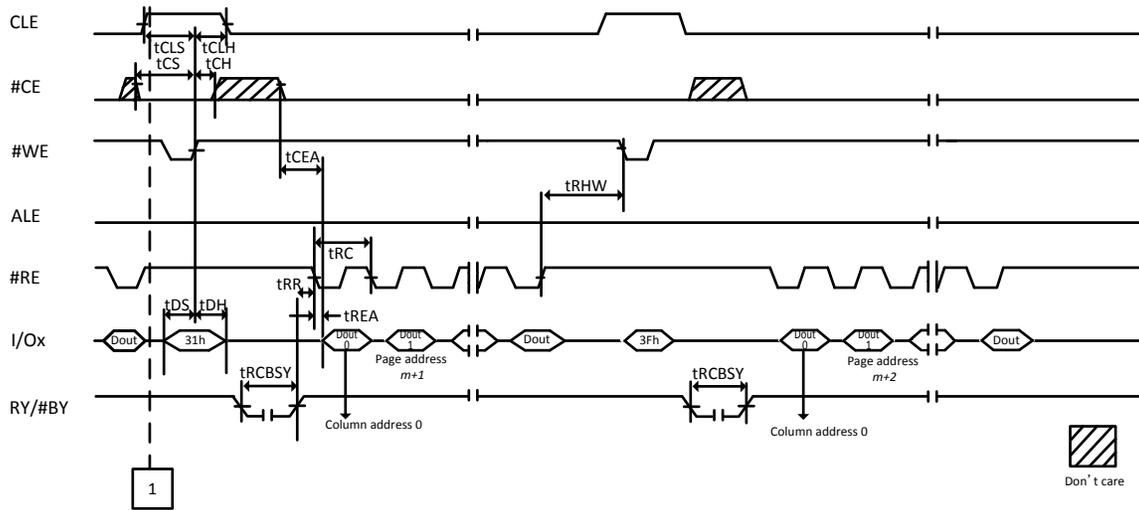 CLE
tCLS
tCLH
tCS
tCH
#CE
#WE
tCEA
tRHW
ALE
tRC
#RE
tRR
tDS
tDH
tREA
I/Ox
Dout
31h
Dout
0
Dout
1
Dout
3Fh
Dout
0
Dout
1
Dout
Page address
m+1
Page address
m+2
tRCBSY
tRCBSY
RY/#BY
Column address 0
Column address 0
1
Don't care